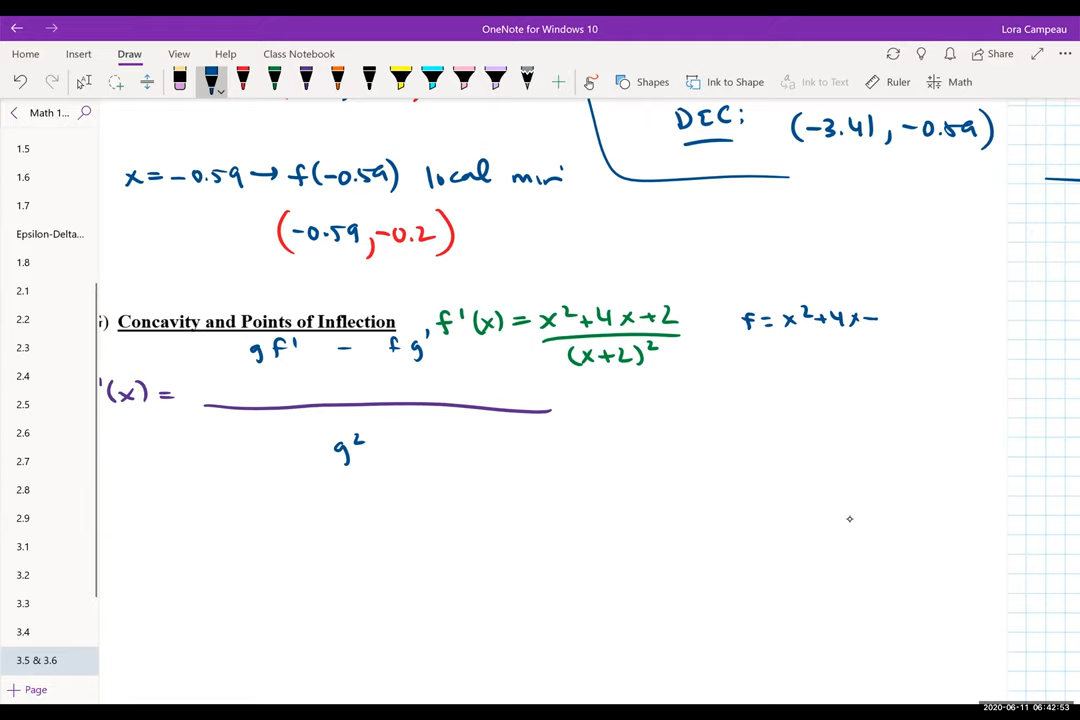 OneNote for Windows 10
Lora Campeau
Home Insert Draw View Help Class Notebook
Share
Shapes Ink to Shape Ink to Text Ruler Math
Math 1...
1.5
1.6
1.7
Epsilon-Delta...
1.8
2.1
2.2
2.3
2.4
2.5
2.6
2.7
2.8
2.9
3.1
3.2
3.3
3.4
3.5 & 3.6
Page
DEC: (-3.41, -0.59)
x = -0.59 → f(-0.59) local min
(-0.59, -0.2)
) Concavity and Points of Inflection f'(x) = x²+4x+2
(x+2)²
f = x²+4x-
gf' - fg'
'(x) =
g²
2020-06-11 06:42:53